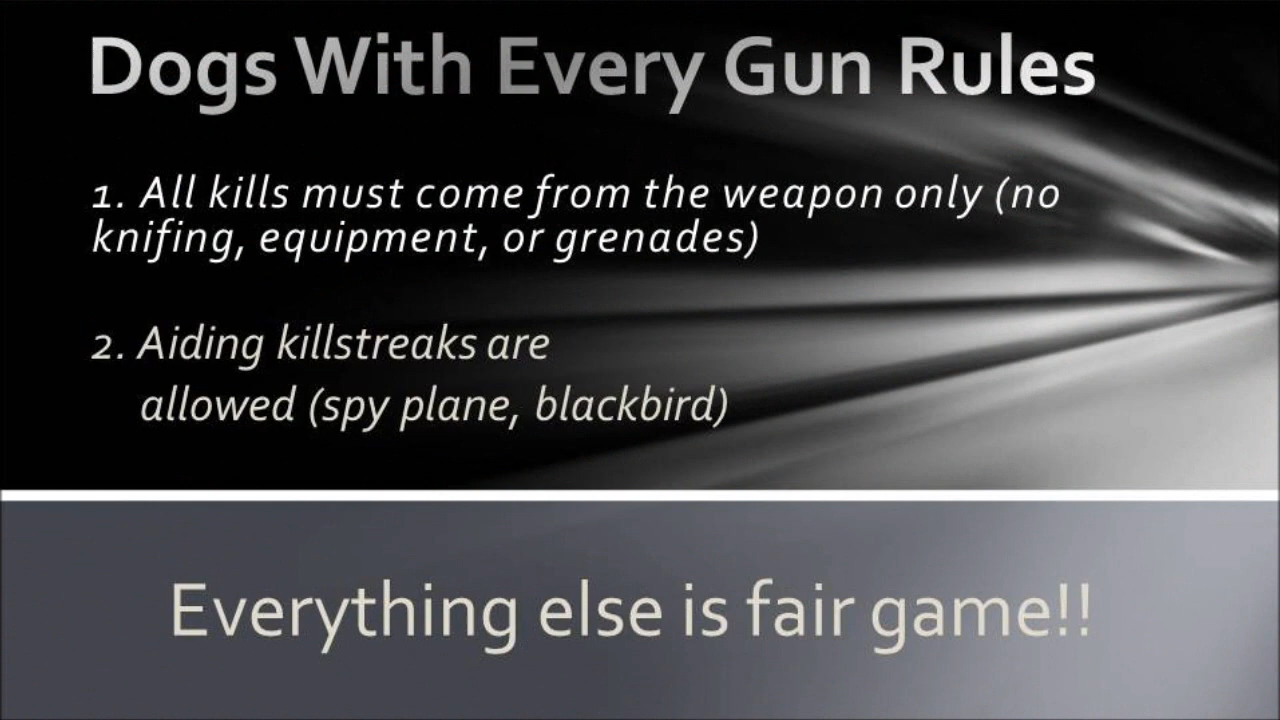 Dogs With Every Gun Rules
1. All kills must come from the weapon only (no
knifing, equipment, or grenades)
2. Aiding killstreaks are
allowed (spy plane, blackbird)
Everything else is fair game!!